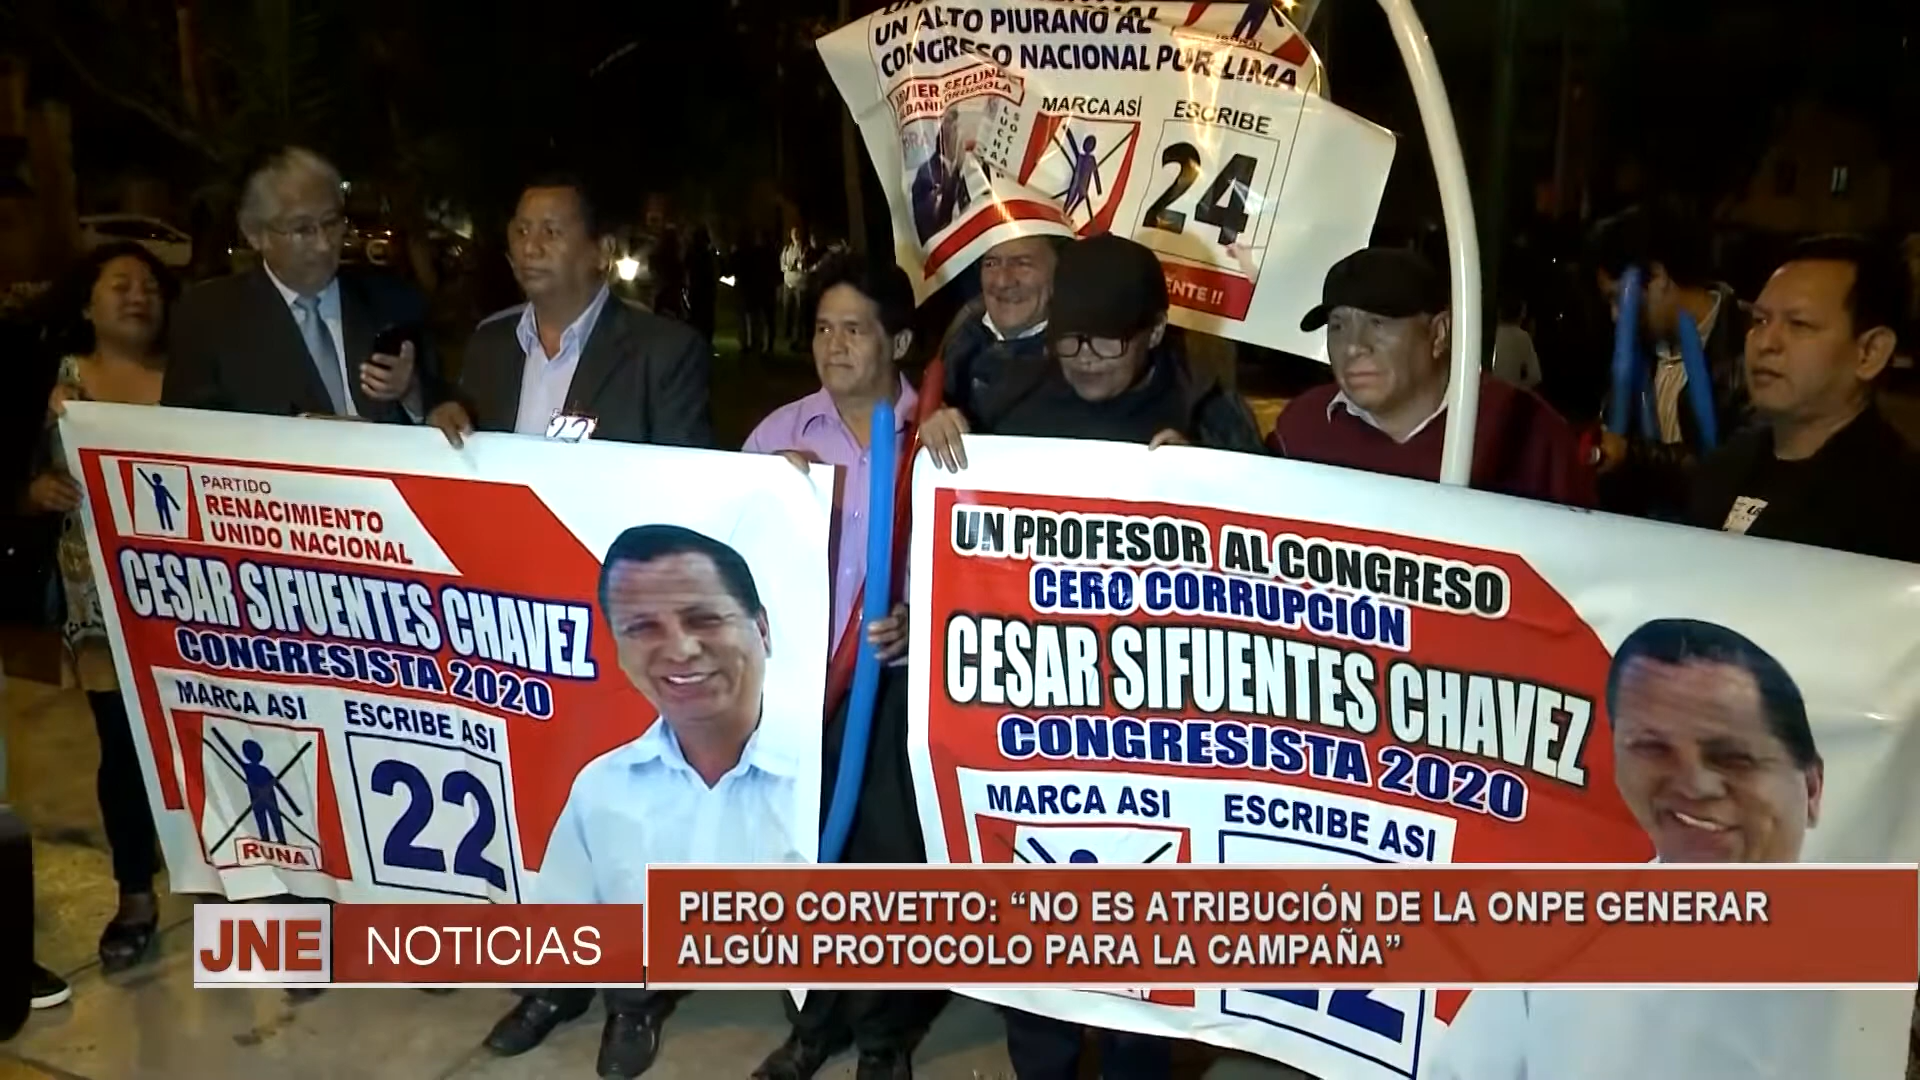 UN ALTO PIURANO AL
CONGRESO NACIONAL POR LIMA
MARCA ASÍ
ESCRIBE
24
PARTIDO
RENACIMIENTO
UNIDO NACIONAL
CESAR SIFUENTES CHAVEZ
CONGRESISTA 2020
MARCA ASI
ESCRIBE ASI
RUNA
22
UN PROFESOR AL CONGRESO
CERO CORRUPCIÓN
CESAR SIFUENTES CHAVEZ
CONGRESISTA 2020
MARCA ASI
ESCRIBE ASI
22
JNE NOTICIAS
PIERO CORVETTO: “NO ES ATRIBUCIÓN DE LA ONPE GENERAR
ALGÚN PROTOCOLO PARA LA CAMPAÑA”